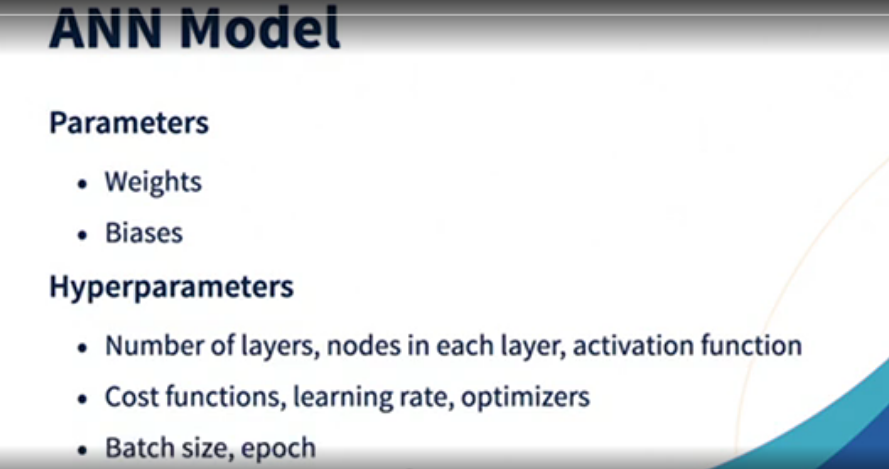 ANN Model
Parameters
• Weights
• Biases
Hyperparameters
• Number of layers, nodes in each layer, activation function
• Cost functions, learning rate, optimizers
• Batch size, epoch